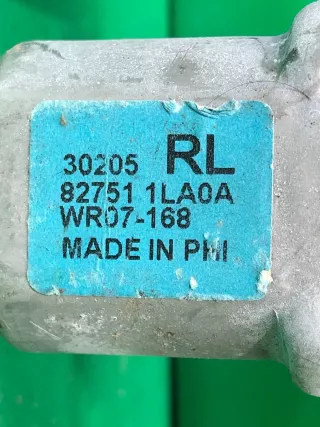 30205 RL
82751 1LA0A
WR07-168
MADE IN PHI